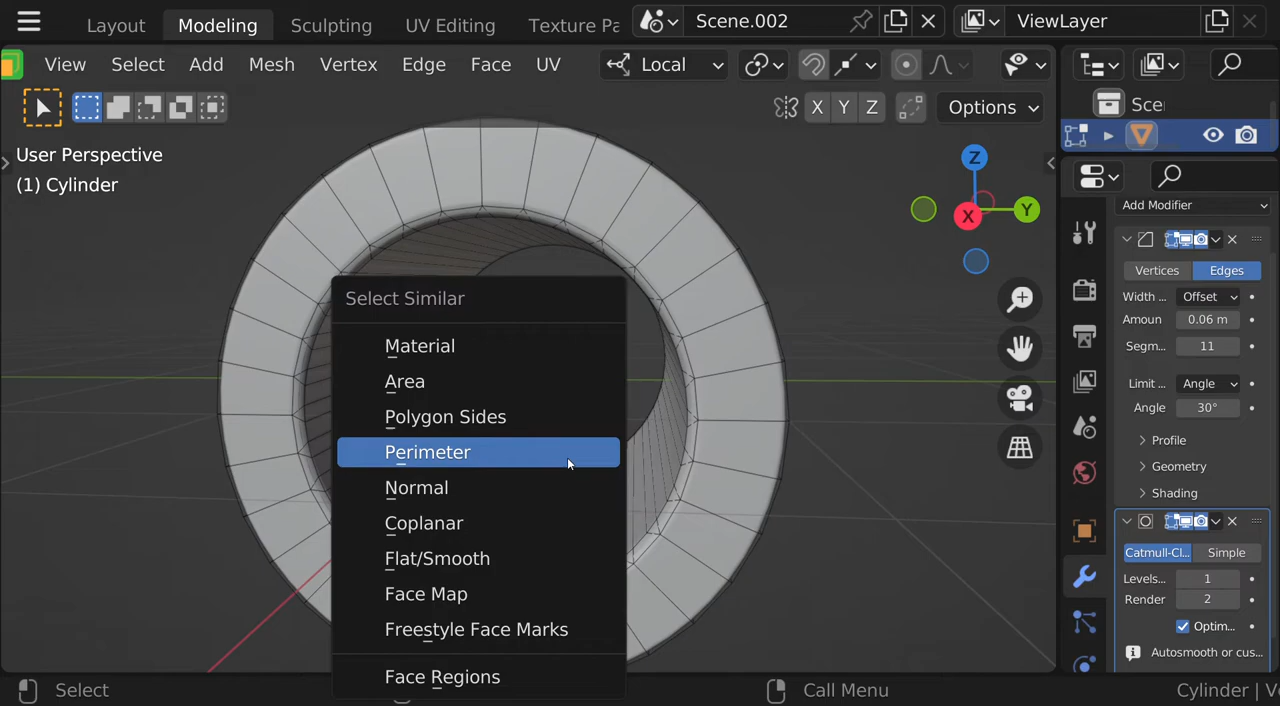 Layout Modeling Sculpting UV Editing Texture Pa Scene.002 ViewLayer
View Select Add Mesh Vertex Edge Face UV Local
X Y Z Options Sce
User Perspective
(1) Cylinder
Z
Y
X
Add Modifier
Vertices Edges
Width ... Offset
Amoun 0.06 m
Segm... 11
Limit ... Angle
Angle 30°
Profile
Geometry
Shading
Catmull-Cl... Simple
Levels... 1
Render 2
Optim...
Autosmooth or cus...
Select Similar
Material
Area
Polygon Sides
Perimeter
Normal
Coplanar
Flat/Smooth
Face Map
Freestyle Face Marks
Face Regions
Select Call Menu Cylinder | Ve